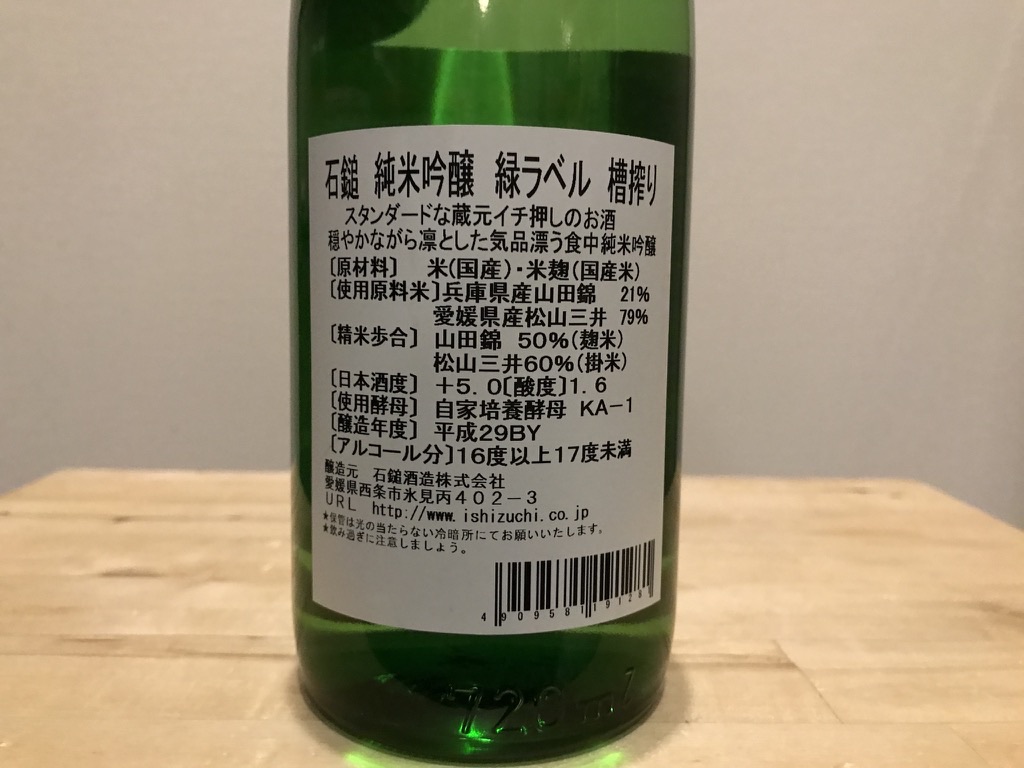 石鎚 純米吟醸 緑ラベル 槽搾り
スタンダードな蔵元イチ押しのお酒
穏やかながら凛とした気品漂う食中純米吟醸
〔原材料〕 米(国産)・米麹(国産米)
〔使用原料米〕兵庫県産山田錦 21%
愛媛県産松山三井 79%
〔精米歩合〕 山田錦 50%(麹米)
松山三井60%(掛米)
〔日本酒度〕 +5.0〔酸度〕1.6
〔使用酵母〕 自家培養酵母 KA-1
〔醸造年度〕 平成29BY
〔アルコール分〕16度以上17度未満
醸造元 石鎚酒造株式会社
愛媛県西条市氷見丙402-3
URL http://www.ishizuchi.co.jp
★保管は光の当たらない冷暗所にてお願いいたします。
★飲み過ぎに注意しましょう。
720ml